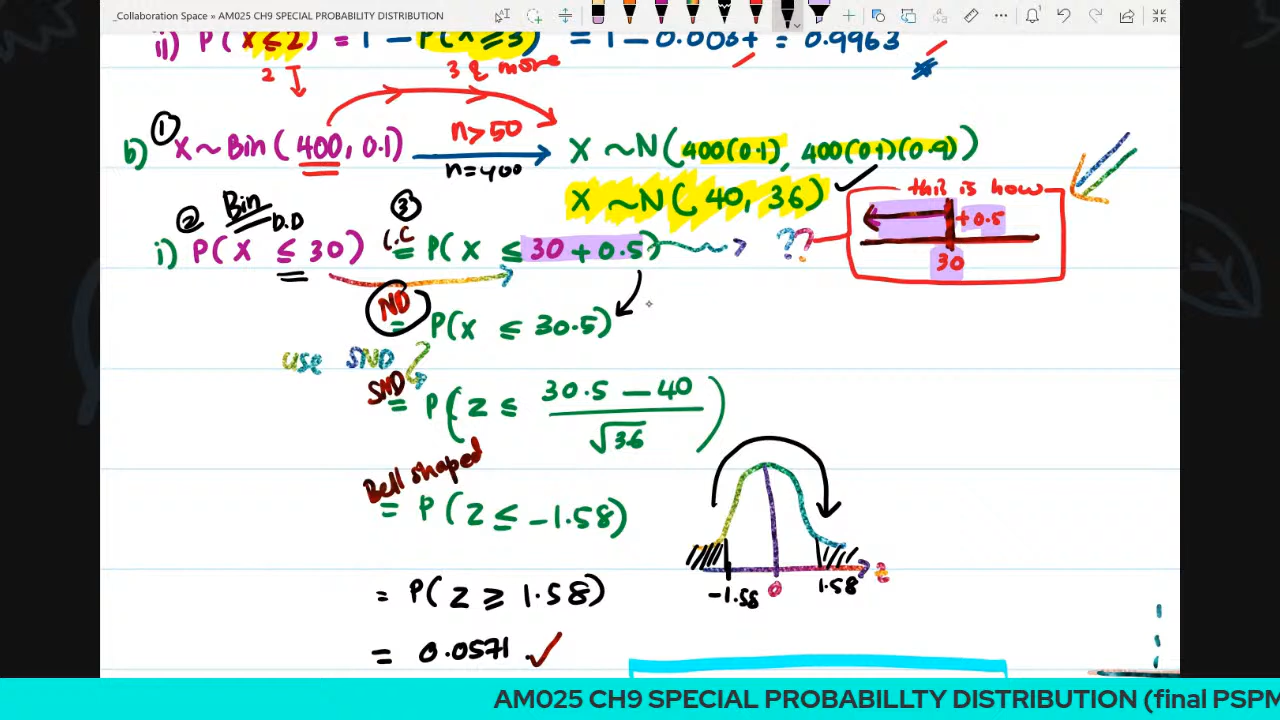 _Collaboration Space » AM025 CH9 SPECIAL PROBABILITY DISTRIBUTION
ii) P(X ≤ 2) = 1 - P(X ≥ 3) = 1 - 0.0037 = 0.9963
2 3 & more
① n > 50
b) X ~ Bin(400, 0.1) X ~ N(400(0.1), 400(0.1)(0.9))
n = 400
X ~ N(40, 36)
this is how
② Bin D.D ③
+0.5
i) P(X ≤ 30) C.C = P(X ≤ 30 + 0.5) ??
30
ND = P(X ≤ 30.5)
use SND
SND = P(Z ≤ (30.5 - 40)/√36)
Bell shaped
= P(Z ≤ -1.58)
-1.58 0 1.58 z
= P(Z ≥ 1.58)
= 0.0571
AM025 CH9 SPECIAL PROBABILLTY DISTRIBUTION (final PSPM